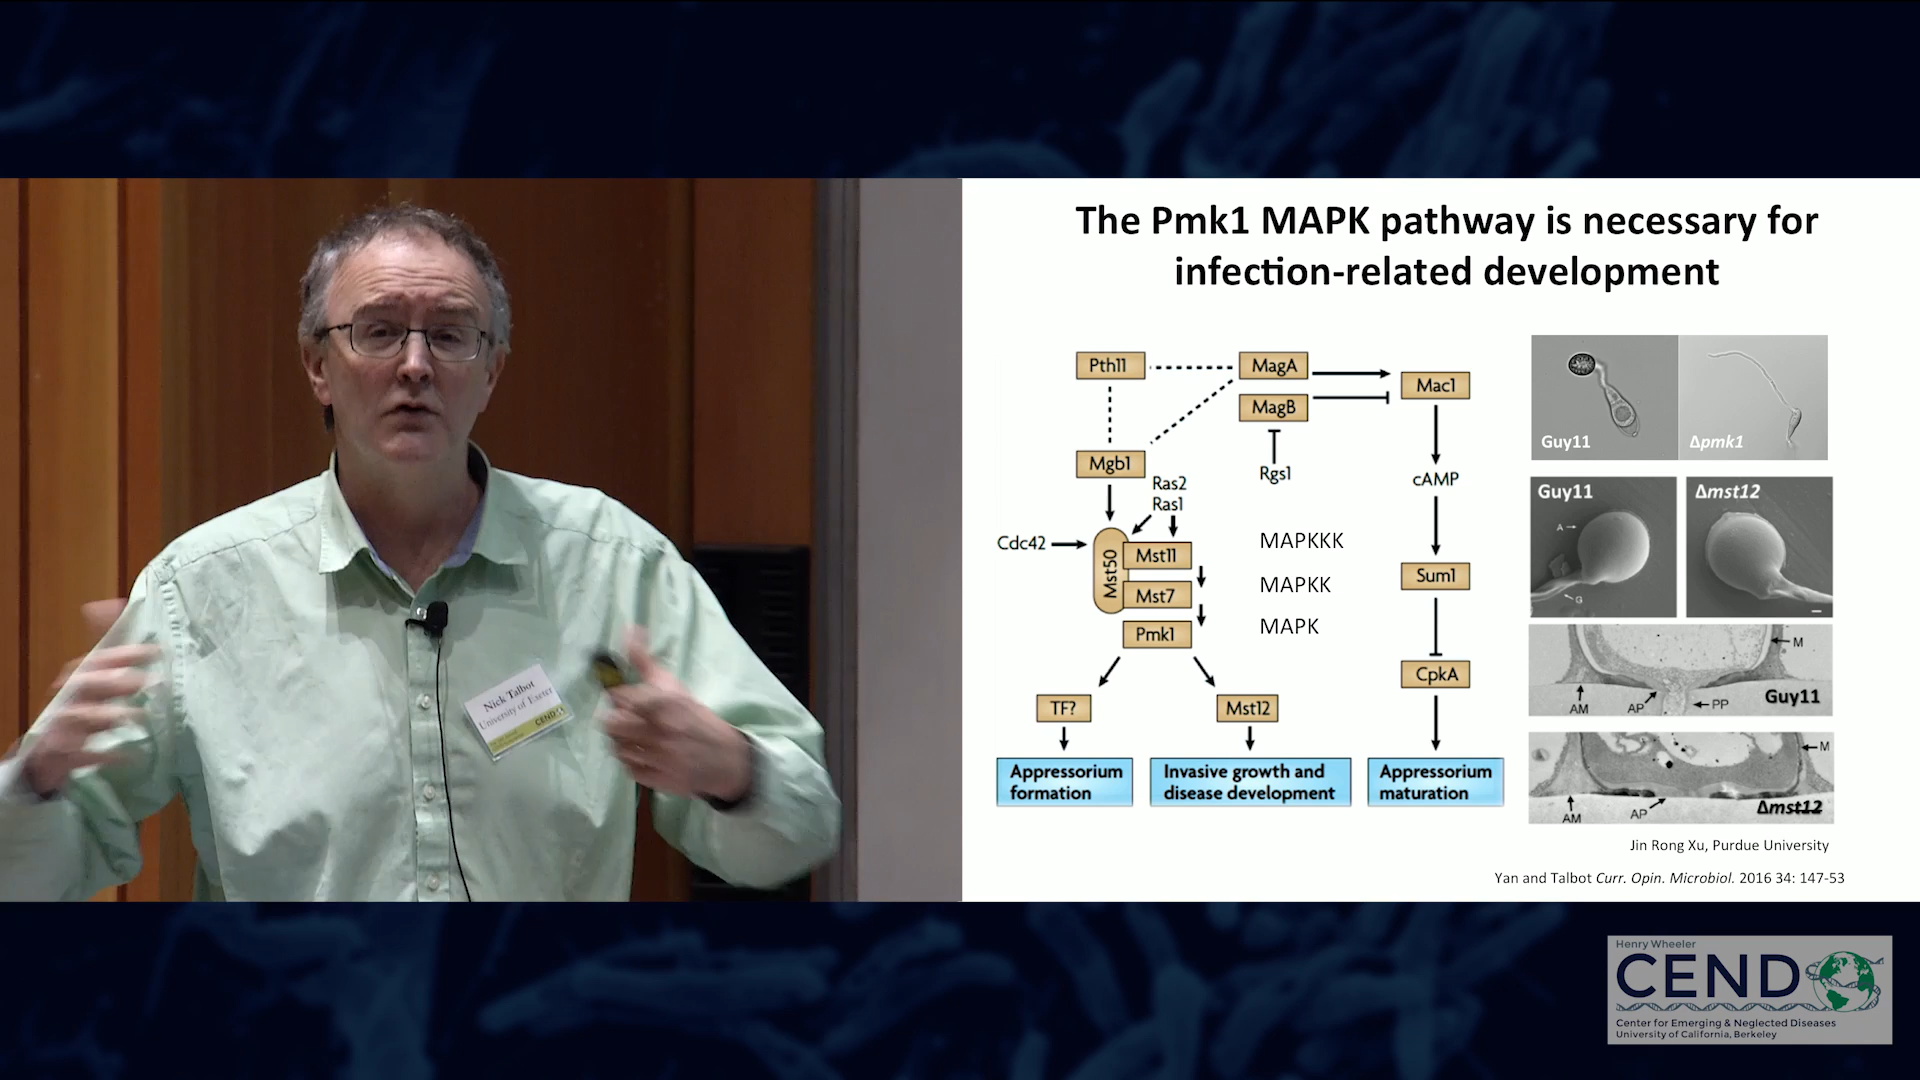 The Pmk1 MAPK pathway is necessary for
infection-related development
Pth11
MagA
MagB
Mac1
Mgb1
Rgs1
cAMP
Ras2
Ras1
Cdc42
Mst50
Mst11
Mst7
Pmk1
MAPKKK
MAPKK
MAPK
Sum1
CpkA
TF?
Mst12
Appressorium
formation
Invasive growth and
disease development
Appressorium
maturation
Guy11
Δpmk1
Guy11
A
G
Δmst12
M
AM
AP
PP
Guy11
M
AM
AP
Δmst12
Jin Rong Xu, Purdue University
Yan and Talbot Curr. Opin. Microbiol. 2016 34: 147-53
Nick Talbot
University of Exeter
CEND
Henry Wheeler
CEND
Center for Emerging & Neglected Diseases
University of California, Berkeley